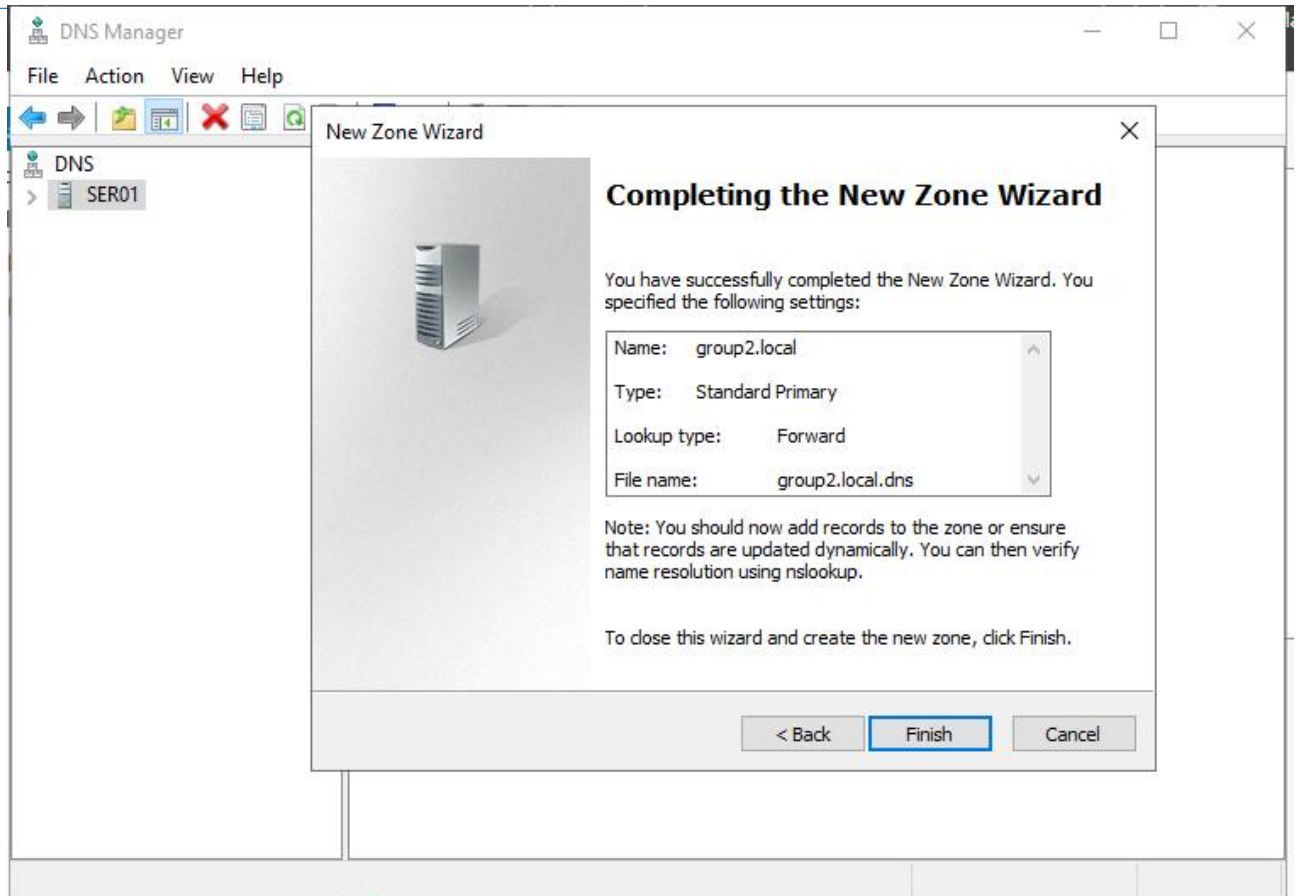 DNS Manager
File Action View Help
New Zone Wizard
DNS
SER01
Completing the New Zone Wizard
You have successfully completed the New Zone Wizard. You
specified the following settings:
Name: group2.local
Type: Standard Primary
Lookup type: Forward
File name: group2.local.dns
Note: You should now add records to the zone or ensure
that records are updated dynamically. You can then verify
name resolution using nslookup.
To close this wizard and create the new zone, click Finish.
< Back Finish Cancel